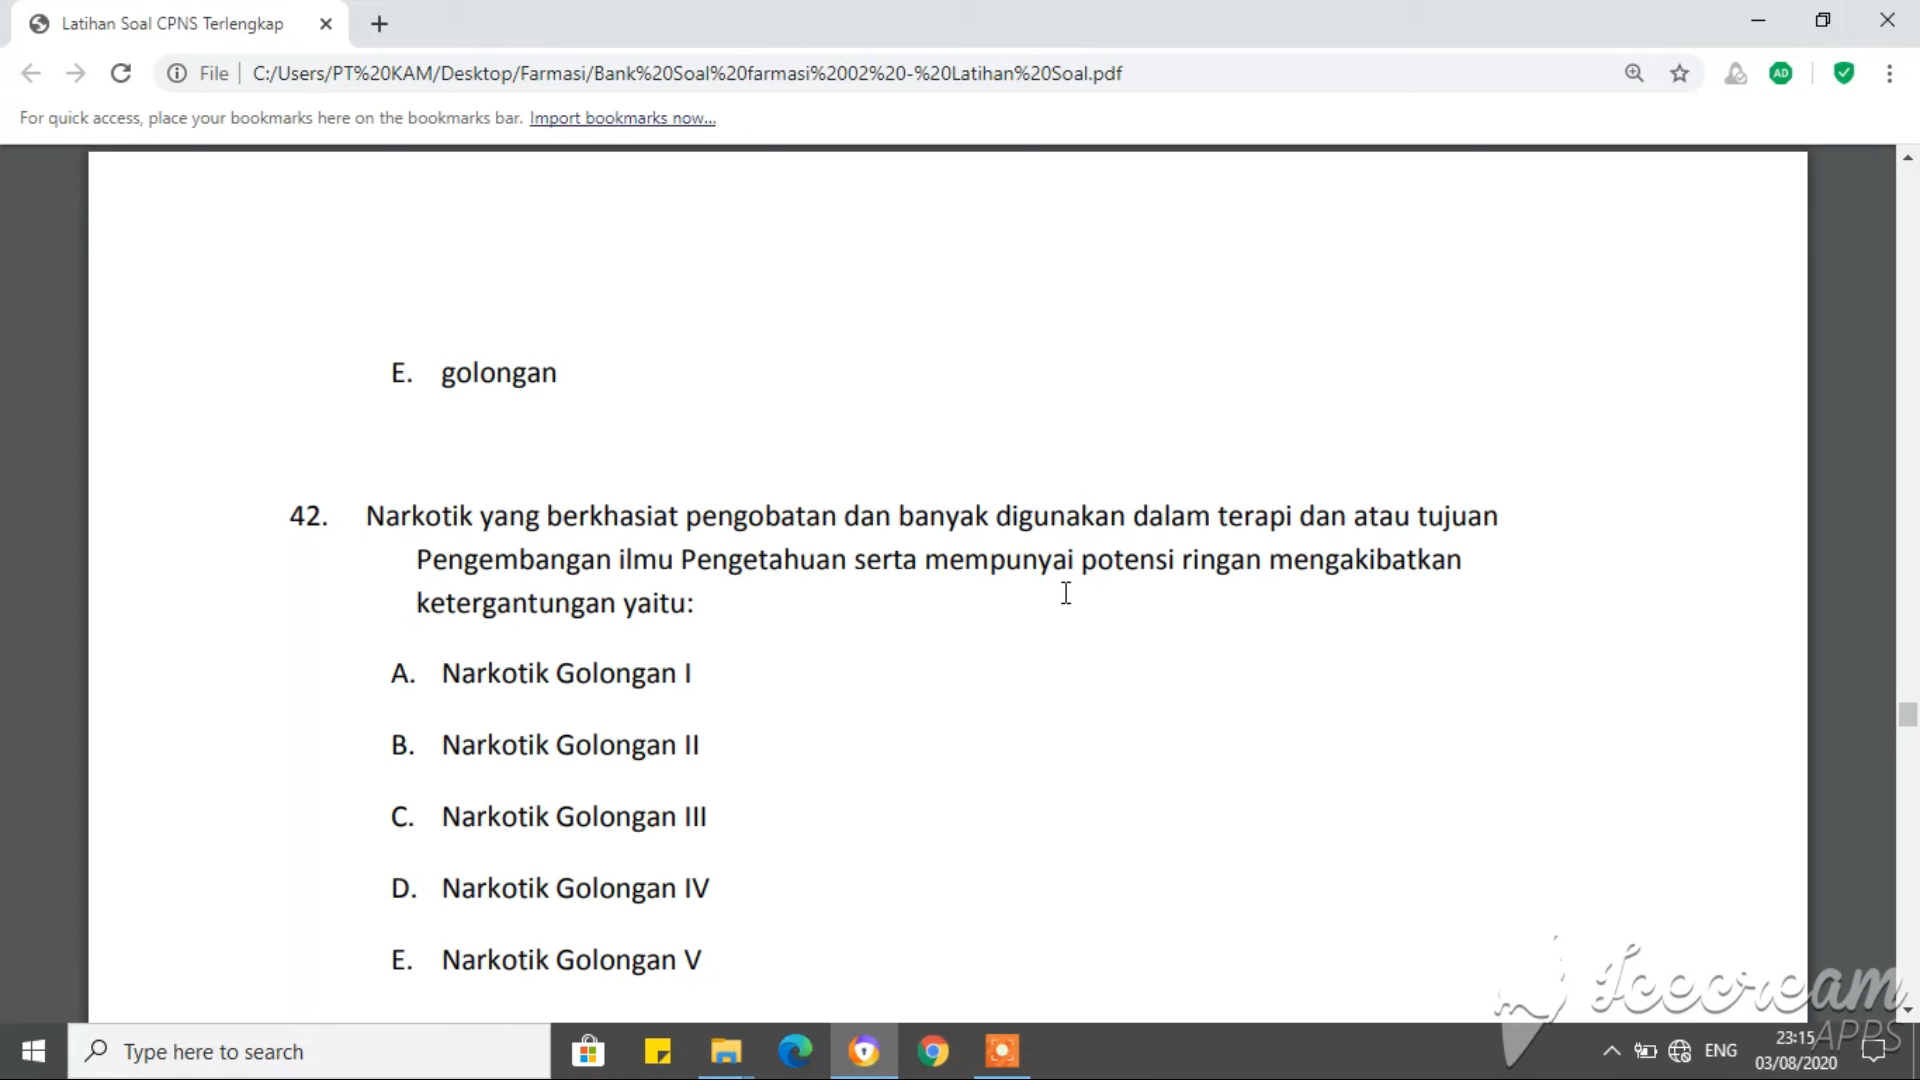 Latihan Soal CPNS Terlengkap
File
C:/Users/PT%20KAM/Desktop/Farmasi/Bank%20Soal%20farmasi%2002%20-%20Latihan%20Soal.pdf
AD
For quick access, place your bookmarks here on the bookmarks bar. Import bookmarks now...
E. golongan
42. Narkotik yang berkhasiat pengobatan dan banyak digunakan dalam terapi dan atau tujuan
Pengembangan ilmu Pengetahuan serta mempunyai potensi ringan mengakibatkan
ketergantungan yaitu:
A. Narkotik Golongan I
B. Narkotik Golongan II
C. Narkotik Golongan III
D. Narkotik Golongan IV
E. Narkotik Golongan V
Icecream
APPS
Type here to search
ENG
23:15
03/08/2020